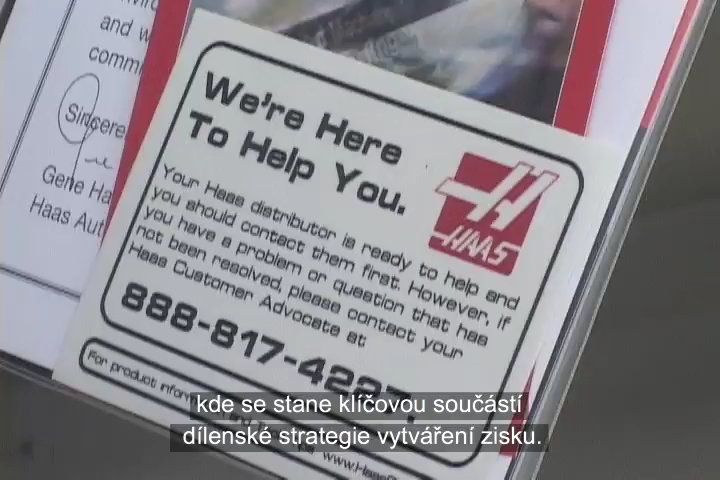 and w
comm
Sincere
Gene Ha
Haas Aut
We're Here
To Help You.
HAAS
Your Haas distributor is ready to help and
you should contact them first. However, if
you have a problem or question that has
not been resolved, please contact your
Haas Customer Advocate at
888-817-4227.
For product
kde se stane klíčovou součástí
dílenské strategie vytváření zisku.